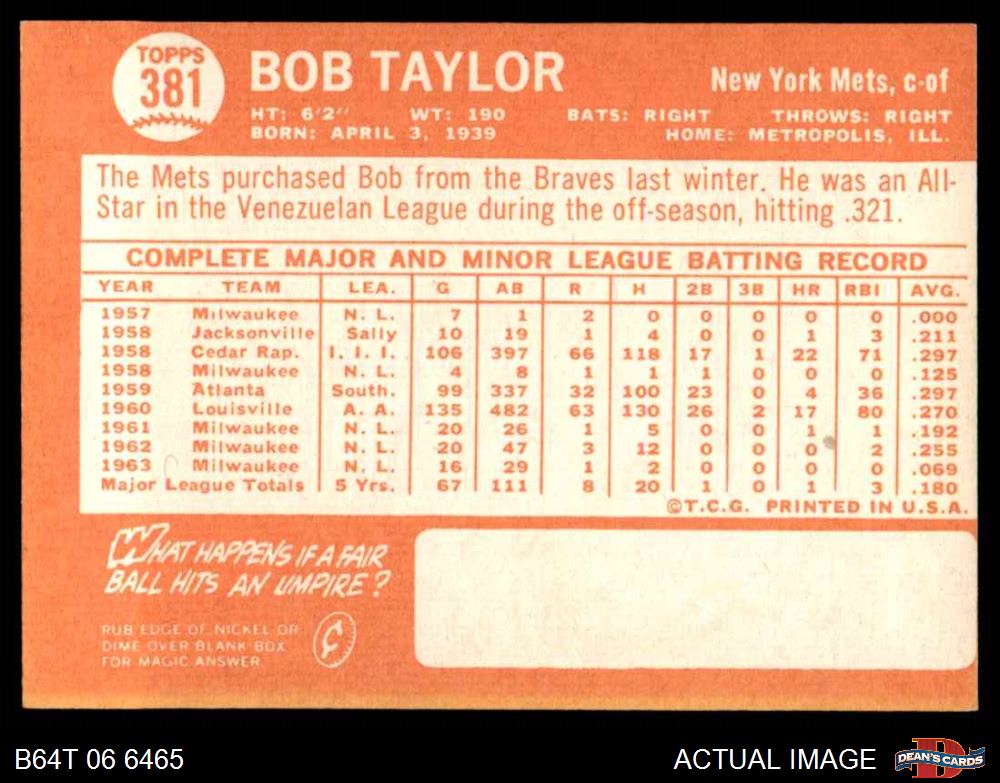 TOPPS
381
BOB TAYLOR
New York Mets, c-of
HT: 6'2" WT: 190 BATS: RIGHT THROWS: RIGHT
BORN: APRIL 3, 1939 HOME: METROPOLIS, ILL.
The Mets purchased Bob from the Braves last winter. He was an All-
Star in the Venezuelan League during the off-season, hitting .321.
COMPLETE MAJOR AND MINOR LEAGUE BATTING RECORD
YEAR TEAM LEA. G AB R H 2B 3B HR RBI AVG.
1957 Milwaukee N. L. 7 1 2 0 0 0 0 0 .000
1958 Jacksonville Sally 10 19 1 4 0 0 1 3 .211
1958 Cedar Rap. I. I. I. 106 397 66 118 17 1 22 71 .297
1958 Milwaukee N. L. 4 8 1 1 1 0 0 0 .125
1959 Atlanta South. 99 337 32 100 23 0 4 36 .297
1960 Louisville A. A. 135 482 63 130 26 2 17 80 .270
1961 Milwaukee N. L. 20 26 1 5 0 0 1 1 .192
1962 Milwaukee N. L. 20 47 3 12 0 0 0 2 .255
1963 Milwaukee N. L. 16 29 1 2 0 0 0 0 .069
Major League Totals 5 Yrs. 67 111 8 20 1 0 1 3 .180
©T.C.G. PRINTED IN U.S.A.
WHAT HAPPENS IF A FAIR
BALL HITS AN UMPIRE?
RUB EDGE OF NICKEL OR
DIME OVER BLANK BOX
FOR MAGIC ANSWER
¢
B64T 06 6465
ACTUAL IMAGE
DEAN'S CARDS